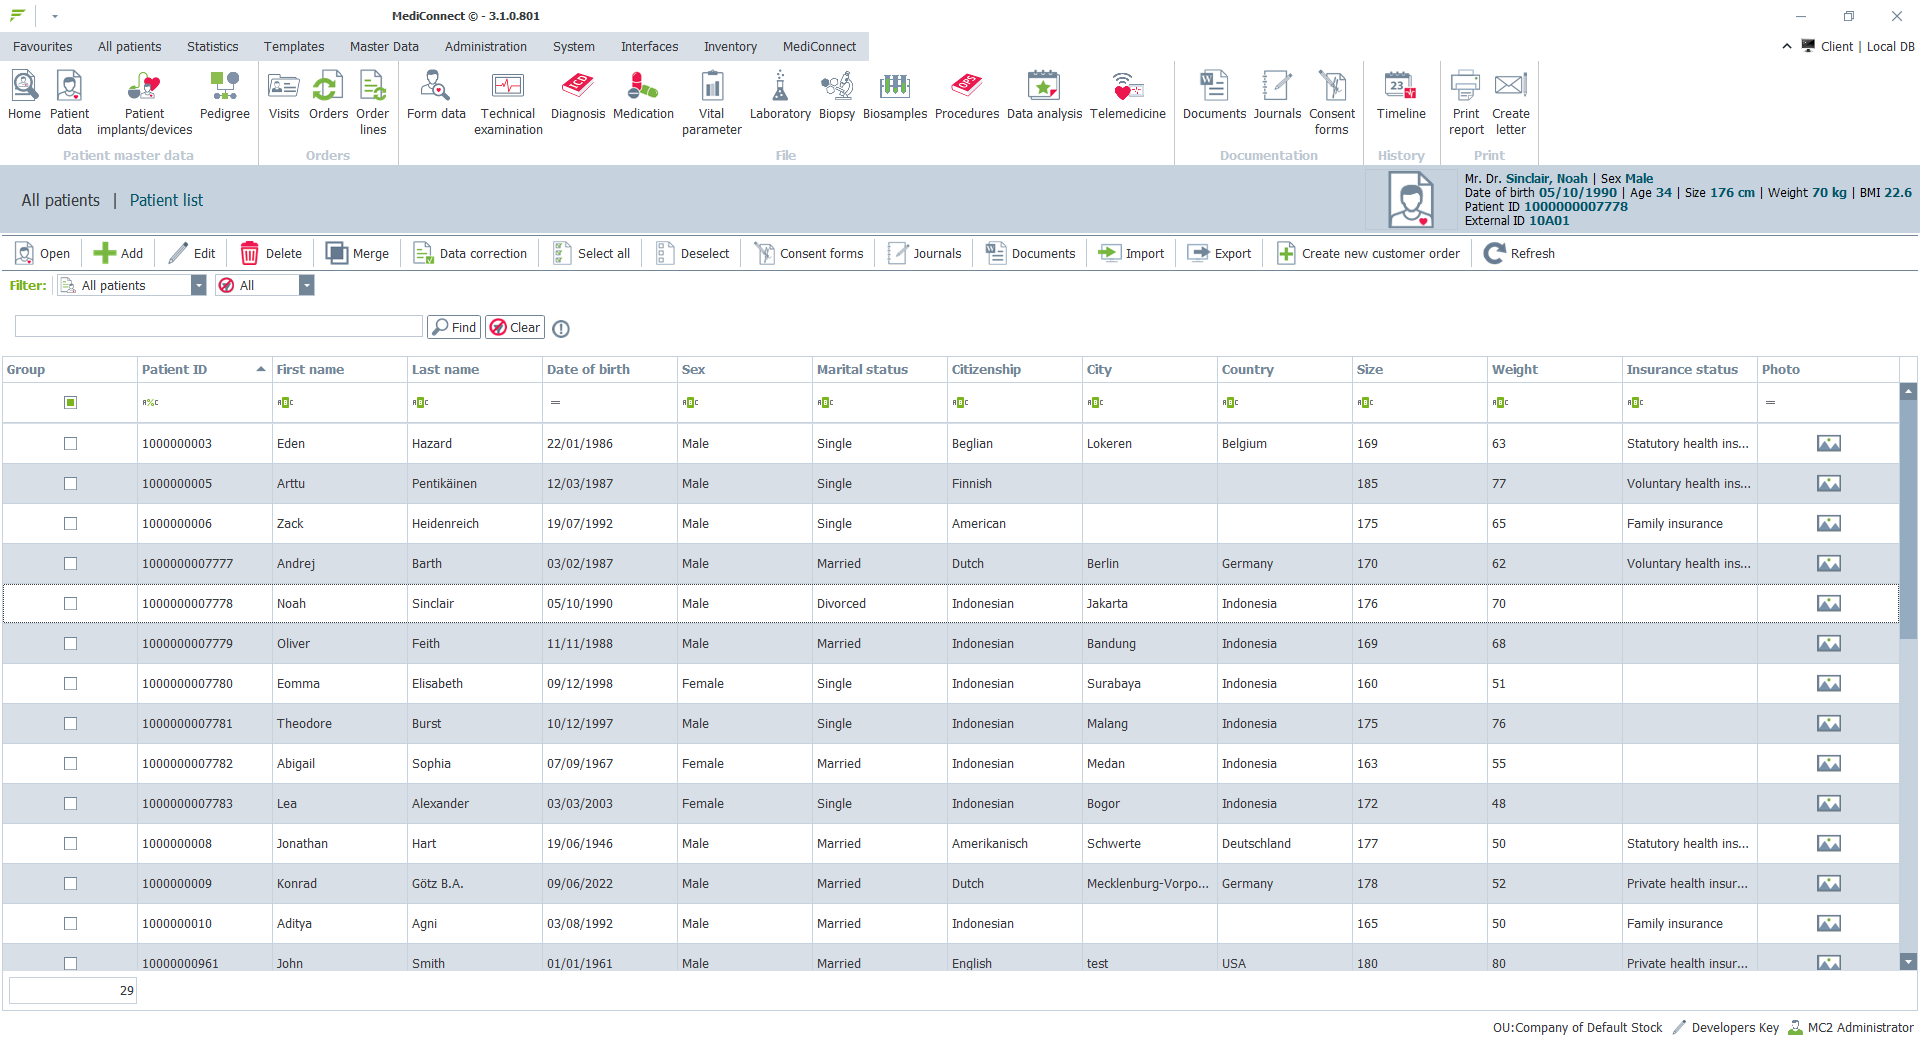 MediConnect © - 3.1.0.801
Favourites All patients Statistics Templates Master Data Administration System Interfaces Inventory MediConnect
Client | Local DB
Home Patient data Patient implants/devices Pedigree
Patient master data
Visits Orders Order lines
Orders
Form data Technical examination Diagnosis Medication Vital parameter Laboratory Biopsy Biosamples Procedures Data analysis Telemedicine
File
Documents Journals Consent forms
Documentation
Timeline
History
Print report Create letter
Print
All patients | Patient list
Mr. Dr. Sinclair, Noah | Sex Male
Date of birth 05/10/1990 | Age 34 | Size 176 cm | Weight 70 kg | BMI 22.6
Patient ID 1000000007778
External ID 10A01
Open Add Edit Delete Merge Data correction Select all Deselect Consent forms Journals Documents Import Export Create new customer order Refresh
Filter: All patients All
Find Clear
Group Patient ID First name Last name Date of birth Sex Marital status Citizenship City Country Size Weight Insurance status Photo
1000000003 Eden Hazard 22/01/1986 Male Single Beglian Lokeren Belgium 169 63 Statutory health ins...
1000000005 Arttu Pentikäinen 12/03/1987 Male Single Finnish 185 77 Voluntary health ins...
1000000006 Zack Heidenreich 19/07/1992 Male Single American 175 65 Family insurance
1000000007777 Andrej Barth 03/02/1987 Male Married Dutch Berlin Germany 170 62 Voluntary health ins...
1000000007778 Noah Sinclair 05/10/1990 Male Divorced Indonesian Jakarta Indonesia 176 70
1000000007779 Oliver Feith 11/11/1988 Male Married Indonesian Bandung Indonesia 169 68
1000000007780 Eomma Elisabeth 09/12/1998 Female Single Indonesian Surabaya Indonesia 160 51
1000000007781 Theodore Burst 10/12/1997 Male Single Indonesian Malang Indonesia 175 76
1000000007782 Abigail Sophia 07/09/1967 Female Married Indonesian Medan Indonesia 163 55
1000000007783 Lea Alexander 03/03/2003 Female Single Indonesian Bogor Indonesia 172 48
1000000008 Jonathan Hart 19/06/1946 Male Married Amerikanisch Schwerte Deutschland 177 50 Statutory health ins...
1000000009 Konrad Götz B.A. 09/06/2022 Male Married Dutch Mecklenburg-Vorpo... Germany 178 52 Private health insur...
1000000010 Aditya Agni 03/08/1992 Male Married Indonesian 165 50 Family insurance
10000000961 John Smith 01/01/1961 Male Married English test USA 180 80 Private health insur...
29
OU:Company of Default Stock Developers Key MC2 Administrator